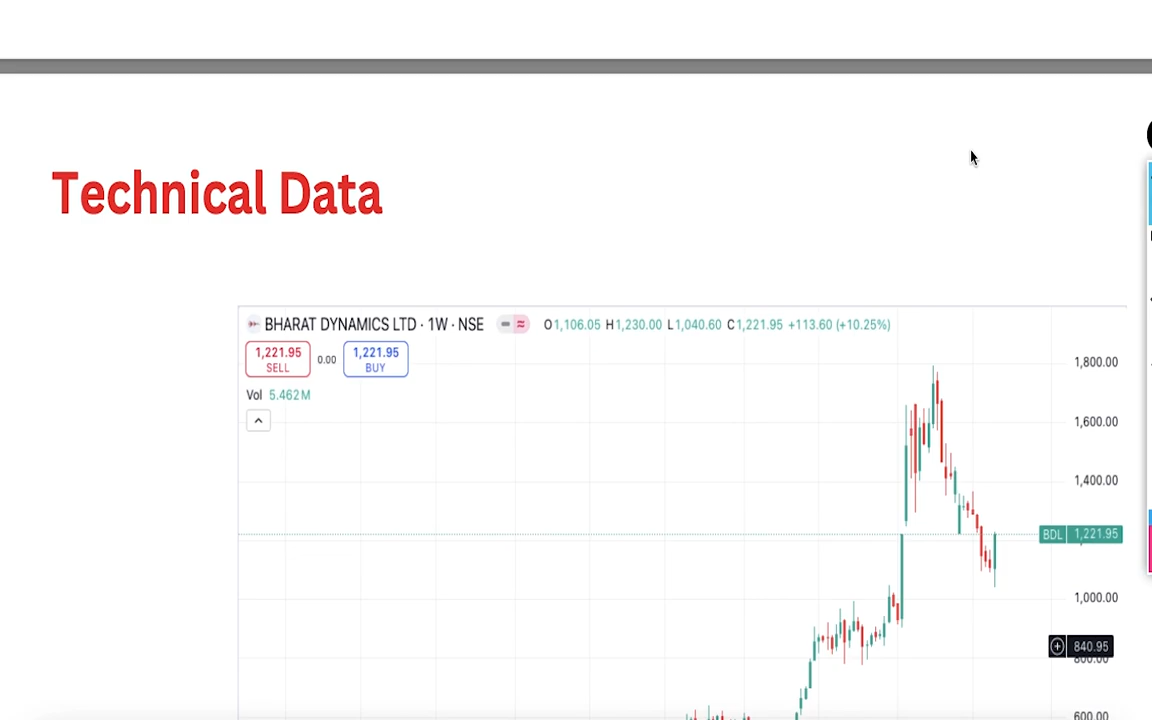 Technical Data
BHARAT DYNAMICS LTD · 1W · NSE O1,106.05 H1,230.00 L1,040.60 C1,221.95 +113.60 (+10.25%)
1,221.95 SELL 0.00 1,221.95 BUY
Vol 5.462M
1,800.00
1,600.00
1,400.00
BDL 1,221.95
1,000.00
840.95
800.00
600.00